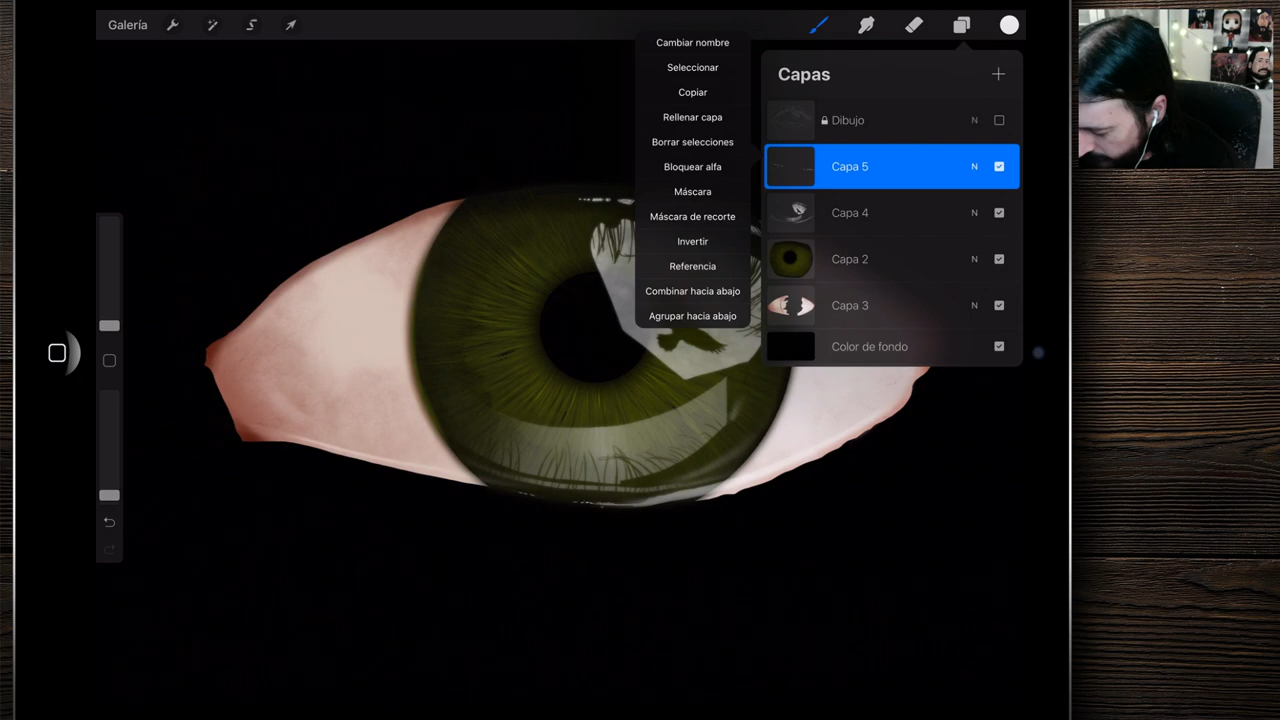 Galería
Cambiar nombre
Seleccionar
Copiar
Rellenar capa
Borrar selecciones
Bloquear alfa
Máscara
Máscara de recorte
Invertir
Referencia
Combinar hacia abajo
Agrupar hacia abajo
Capas
Dibujo N
Capa 5 N
Capa 4 N
Capa 2 N
Capa 3 N
Color de fondo